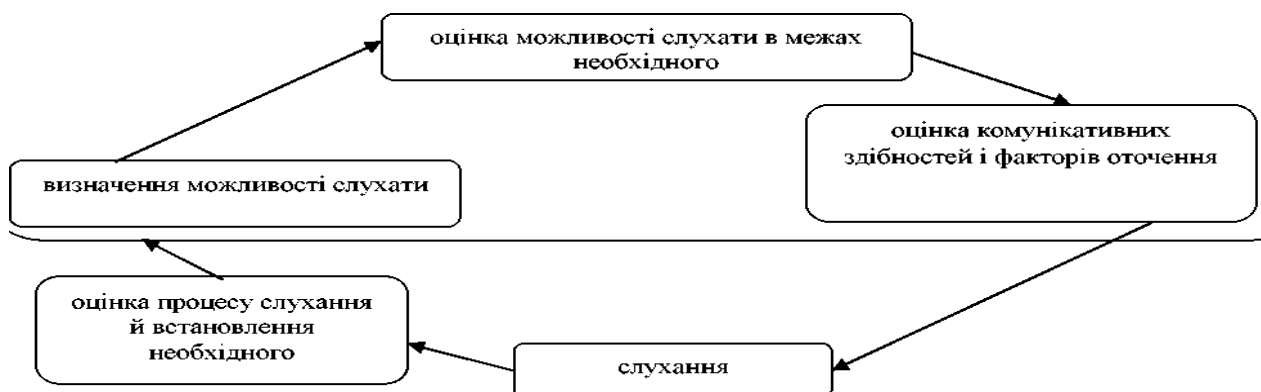 оцінка можливості слухати в межах
необхідного
оцінка комунікативних
здібностей і факторів оточення
визначення можливості слухати
оцінка процесу слухання
й встановлення
необхідного
слухання